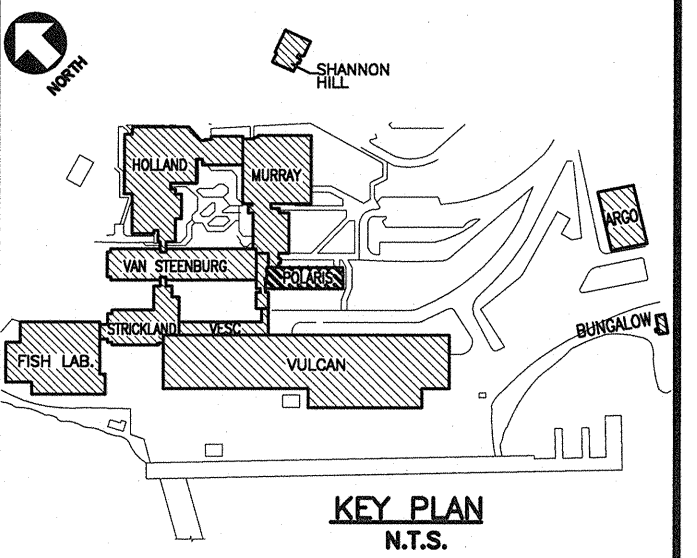 NORTH
SHANNON
HILL
HOLLAND
MURRAY
ARGO
VAN STEENBURG
POLARIS
STRICKLAND
VESC
BUNGALOW
FISH LAB.
VULCAN
KEY PLAN
N.T.S.